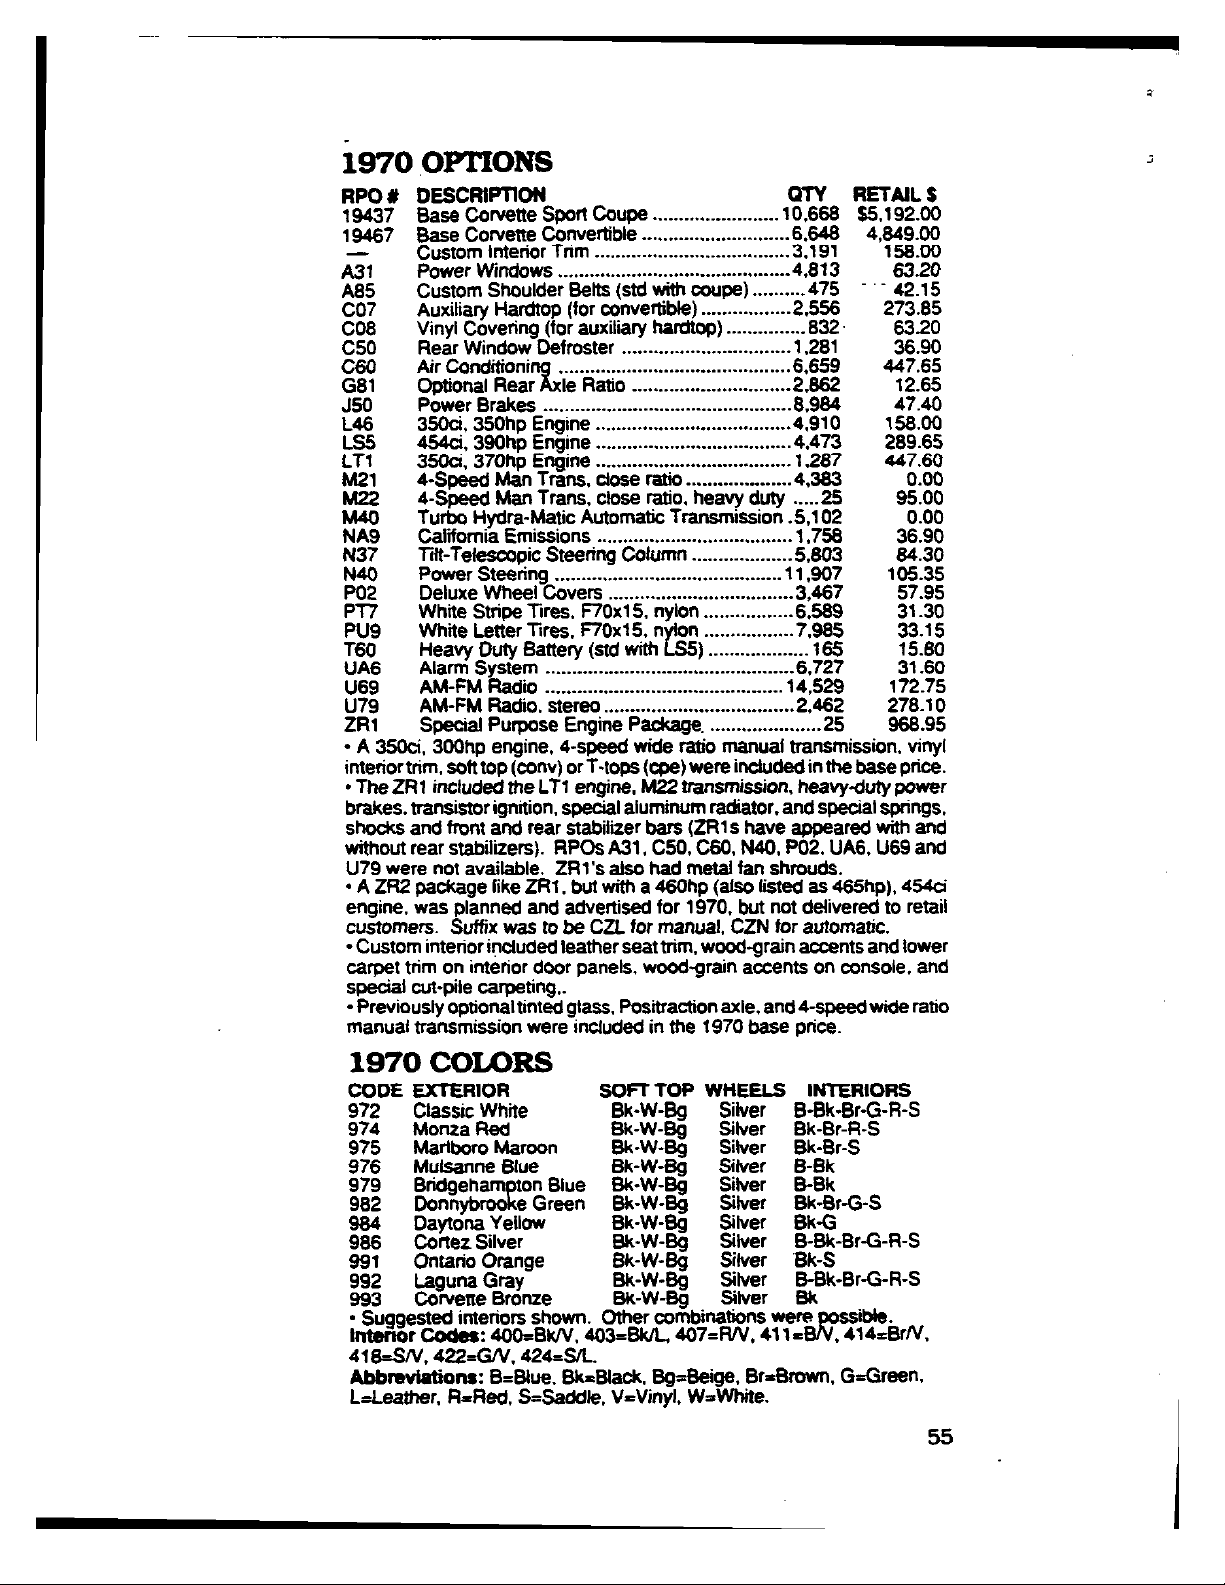 1970 OPTIONS
RPO # DESCRIPTION QTY RETAIL $
19437 Base Corvette Sport Coupe ........................ 10,668 $5,192.00
19467 Base Corvette Convertible ............................ 6,648 4,849.00
— Custom Interior Trim ..................................... 3,191 158.00
A31 Power Windows ............................................ 4,813 63.20
A85 Custom Shoulder Belts (std with coupe) .......... 475 42.15
C07 Auxiliary Hardtop (for convertible) ................. 2,556 273.85
C08 Vinyl Covering (for auxiliary hardtop) ............... 832 63.20
C50 Rear Window Defroster ................................ 1,281 36.90
C60 Air Conditioning ............................................ 6,659 447.65
G81 Optional Rear Axle Ratio .............................. 2,862 12.65
J50 Power Brakes ............................................... 8,984 47.40
L46 350ci, 350hp Engine ..................................... 4,910 158.00
LS5 454ci, 390hp Engine ..................................... 4,473 289.65
LT1 350ci, 370hp Engine ..................................... 1,287 447.60
M21 4-Speed Man Trans, close ratio .................... 4,383 0.00
M22 4-Speed Man Trans, close ratio, heavy duty ..... 25 95.00
M40 Turbo Hydra-Matic Automatic Transmission . 5,102 0.00
NA9 California Emissions ..................................... 1,758 36.90
N37 Tilt-Telescopic Steering Column ................... 5,803 84.30
N40 Power Steering ........................................... 11,907 105.35
P02 Deluxe Wheel Covers ................................... 3,467 57.95
PT7 White Stripe Tires, F70x15, nylon ................. 6,589 31.30
PU9 White Letter Tires, F70x15, nylon ................. 7,985 33.15
T60 Heavy Duty Battery (std with LS5) ................... 165 15.80
UA6 Alarm System ............................................... 6,727 31.60
U69 AM-FM Radio ............................................. 14,529 172.75
U79 AM-FM Radio, stereo .................................... 2,462 278.10
ZR1 Special Purpose Engine Package ..................... 25 968.95
• A 350ci, 300hp engine, 4-speed wide ratio manual transmission, vinyl
interior trim, soft top (conv) or T-tops (cpe) were included in the base price.
• The ZR1 included the LT1 engine, M22 transmission, heavy-duty power
brakes, transistor ignition, special aluminum radiator, and special springs,
shocks and front and rear stabilizer bars (ZR1s have appeared with and
without rear stabilizers). RPOs A31, C50, C60, N40, P02, UA6, U69 and
U79 were not available. ZR1's also had metal fan shrouds.
• A ZR2 package like ZR1, but with a 460hp (also listed as 465hp), 454ci
engine, was planned and advertised for 1970, but not delivered to retail
customers. Suffix was to be CZL for manual, CZN for automatic.
• Custom interior included leather seat trim, wood-grain accents and lower
carpet trim on interior door panels, wood-grain accents on console, and
special cut-pile carpeting..
• Previously optional tinted glass, Positraction axle, and 4-speed wide ratio
manual transmission were included in the 1970 base price.
1970 COLORS
CODE EXTERIOR SOFT TOP WHEELS INTERIORS
972 Classic White Bk-W-Bg Silver B-Bk-Br-G-R-S
974 Monza Red Bk-W-Bg Silver Bk-Br-R-S
975 Marlboro Maroon Bk-W-Bg Silver Bk-Br-S
976 Mulsanne Blue Bk-W-Bg Silver B-Bk
979 Bridgehampton Blue Bk-W-Bg Silver B-Bk
982 Donnybrooke Green Bk-W-Bg Silver Bk-Br-G-S
984 Daytona Yellow Bk-W-Bg Silver Bk-G
986 Cortez Silver Bk-W-Bg Silver B-Bk-Br-G-R-S
991 Ontario Orange Bk-W-Bg Silver Bk-S
992 Laguna Gray Bk-W-Bg Silver B-Bk-Br-G-R-S
993 Corvette Bronze Bk-W-Bg Silver Bk
• Suggested interiors shown. Other combinations were possible.
Interior Codes: 400=Bk/V, 403=Bk/L, 407=R/V, 411=B/V, 414=Br/V,
418=S/V, 422=G/V, 424=S/L.
Abbreviations: B=Blue, Bk=Black, Bg=Beige, Br=Brown, G=Green,
L=Leather, R=Red, S=Saddle, V=Vinyl, W=White.
55